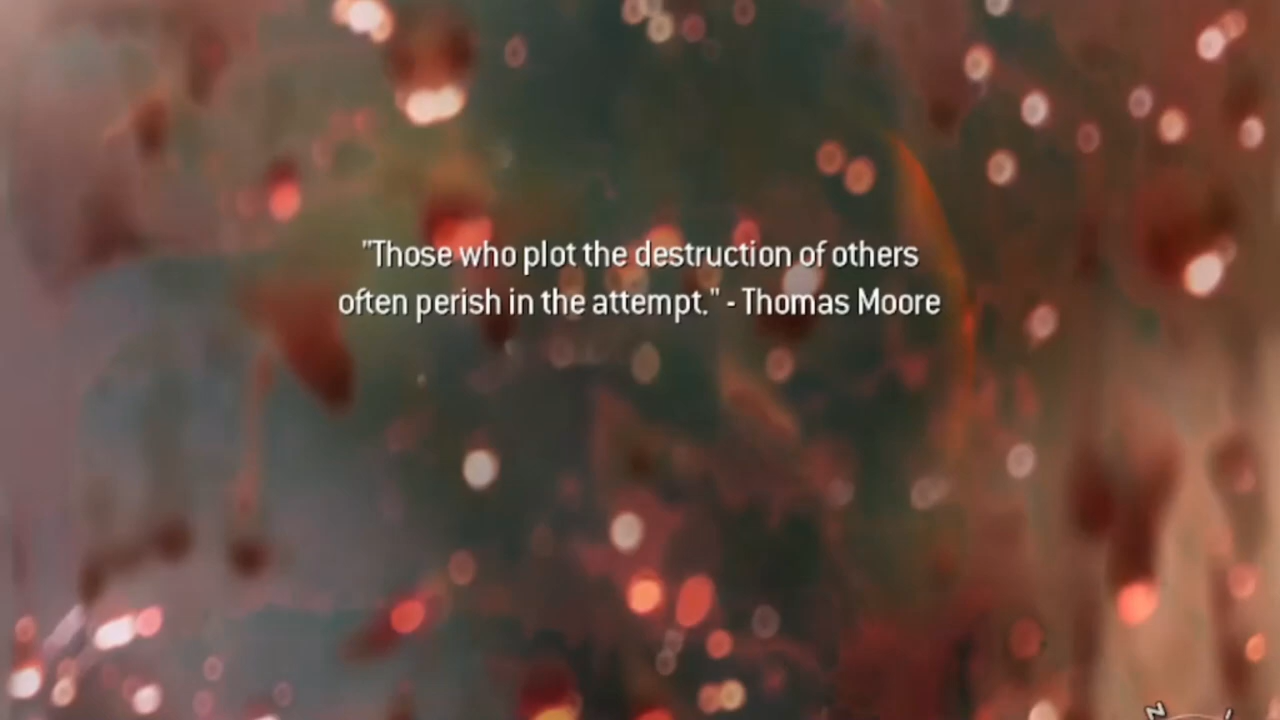 "Those who plot the destruction of others
often perish in the attempt." - Thomas Moore